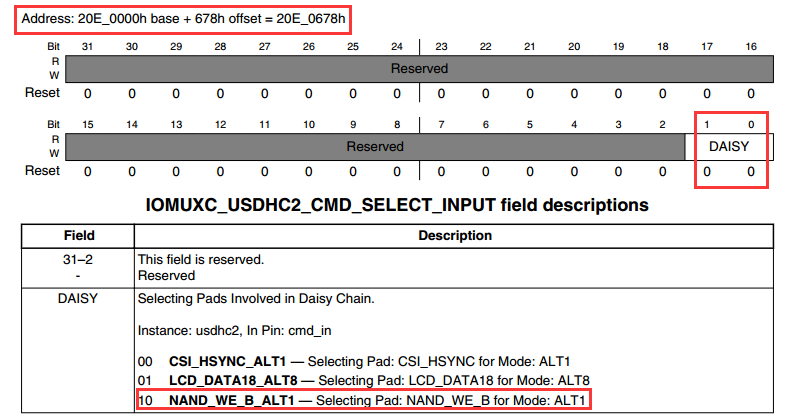 Address: 20E_0000h base + 678h offset = 20E_0678h
Bit 31 30 29 28 27 26 25 24 23 22 21 20 19 18 17 16
R
Reserved
W
Reset 0 0 0 0 0 0 0 0 0 0 0 0 0 0 0 0
Bit 15 14 13 12 11 10 9 8 7 6 5 4 3 2 1 0
R
Reserved DAISY
W
Reset 0 0 0 0 0 0 0 0 0 0 0 0 0 0 0 0
IOMUXC_USDHC2_CMD_SELECT_INPUT field descriptions
Field Description
31–2 This field is reserved.
- Reserved
DAISY Selecting Pads Involved in Daisy Chain.
Instance: usdhc2, In Pin: cmd_in
00 CSI_HSYNC_ALT1 — Selecting Pad: CSI_HSYNC for Mode: ALT1
01 LCD_DATA18_ALT8 — Selecting Pad: LCD_DATA18 for Mode: ALT8
10 NAND_WE_B_ALT1 — Selecting Pad: NAND_WE_B for Mode: ALT1